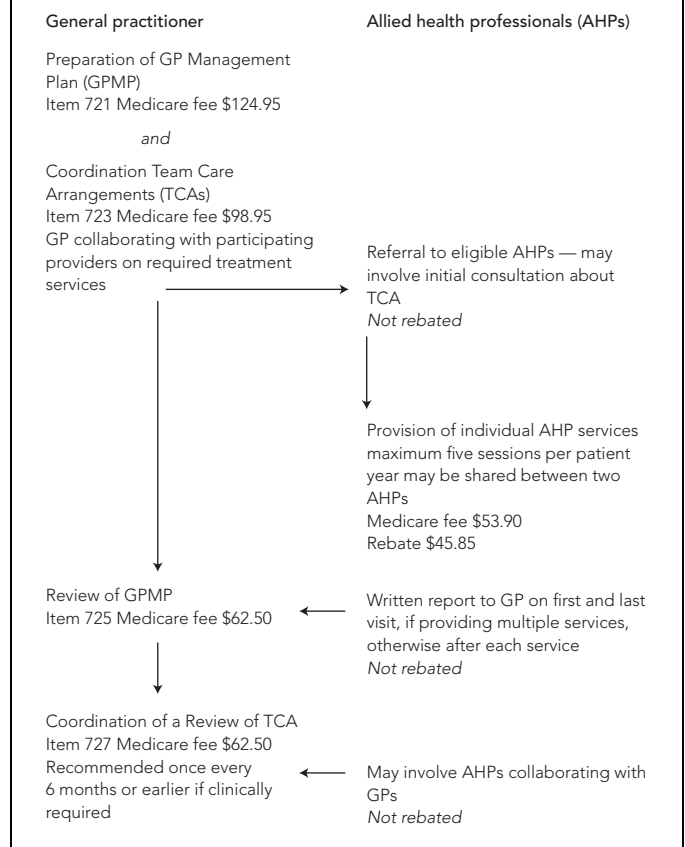 General practitioner
Allied health professionals (AHPs)
Preparation of GP Management
Plan (GPMP)
Item 721 Medicare fee $124.95
and
Coordination Team Care
Arrangements (TCAs)
Item 723 Medicare fee $98.95
GP collaborating with participating
providers on required treatment
services
Referral to eligible AHPs — may
involve initial consultation about
TCA
Not rebated
Provision of individual AHP services
maximum five sessions per patient
year may be shared between two
AHPs
Medicare fee $53.90
Rebate $45.85
Review of GPMP
Item 725 Medicare fee $62.50
Written report to GP on first and last
visit, if providing multiple services,
otherwise after each service
Not rebated
Coordination of a Review of TCA
Item 727 Medicare fee $62.50
Recommended once every
6 months or earlier if clinically
required
May involve AHPs collaborating with
GPs
Not rebated